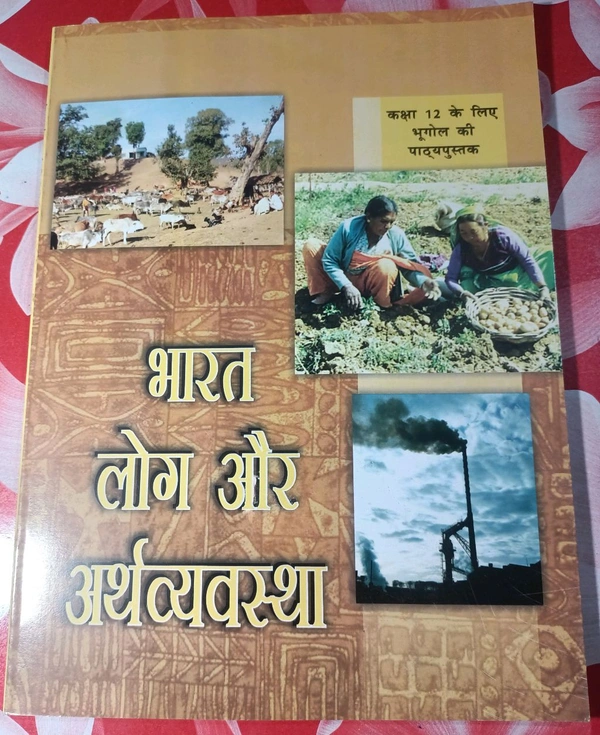 कक्षा 12 के लिए
भूगोल की
पाठ्यपुस्तक
भारत
लोग और
अर्थव्यवस्था